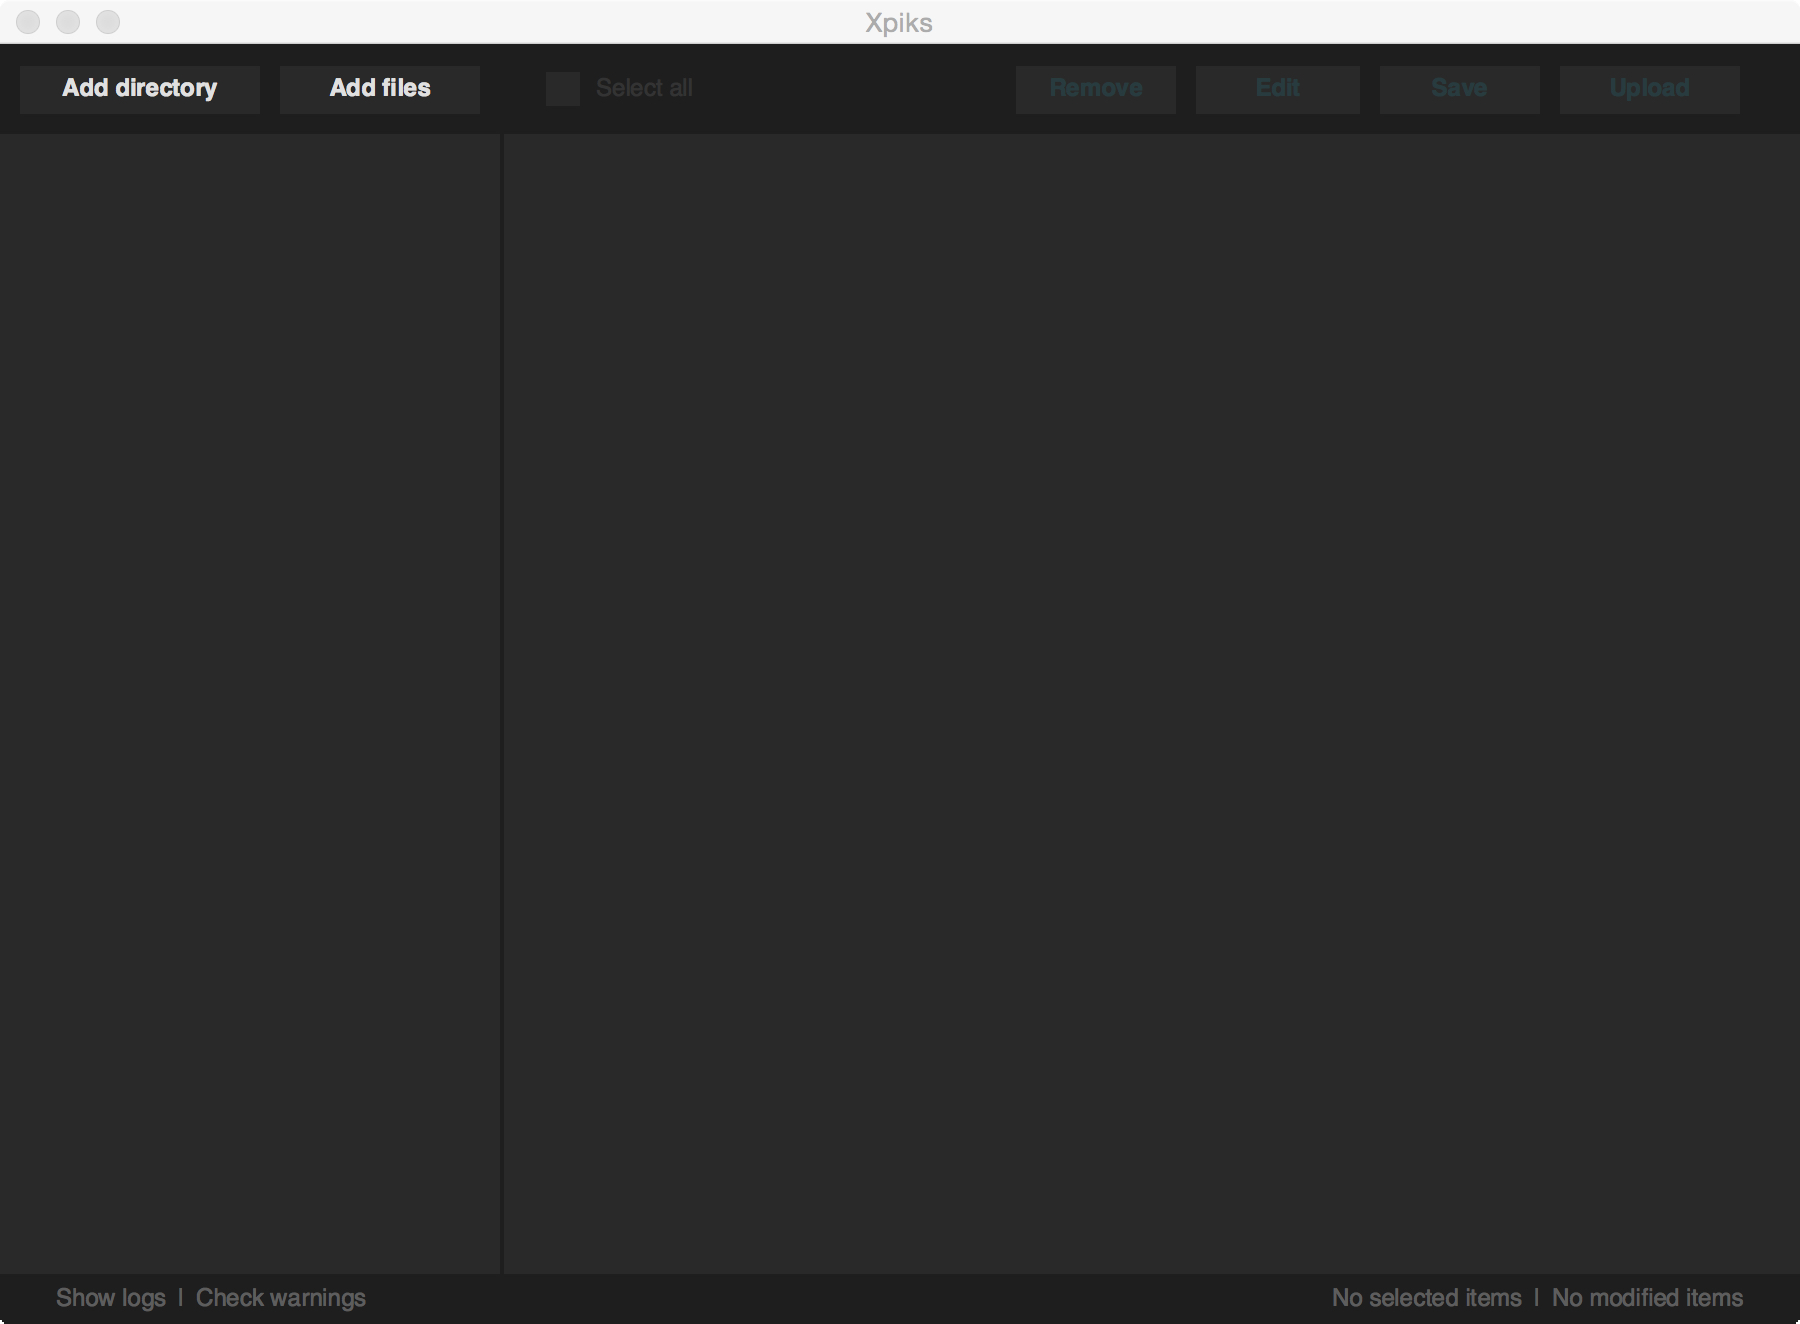 Xpiks
Add directory Add files Select all Remove Edit Save Upload
Show logs | Check warnings No selected items | No modified items